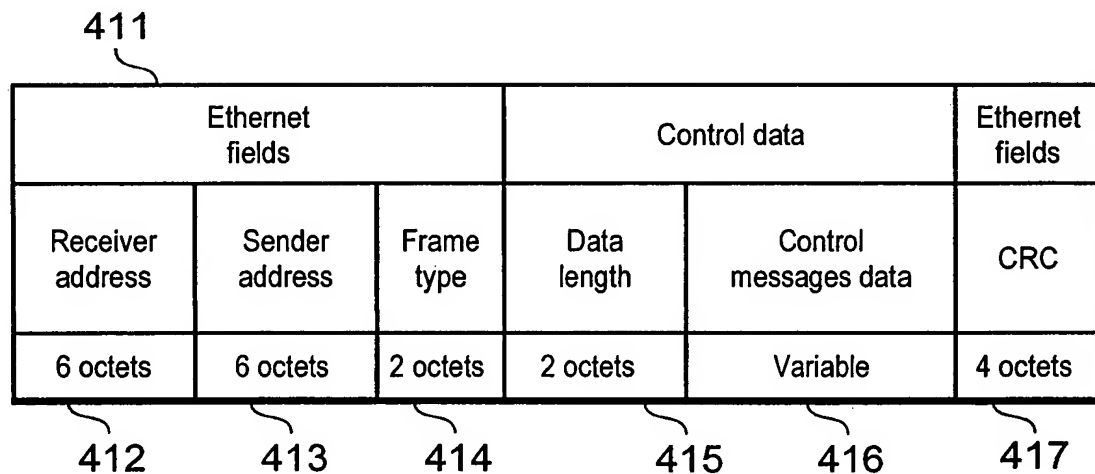 411
Ethernet
fields
Control data
Ethernet
fields
Receiver
address
Sender
address
Frame
type
Data
length
Control
messages data
CRC
6 octets
6 octets
2 octets
2 octets
Variable
4 octets
412
413
414
415
416
417